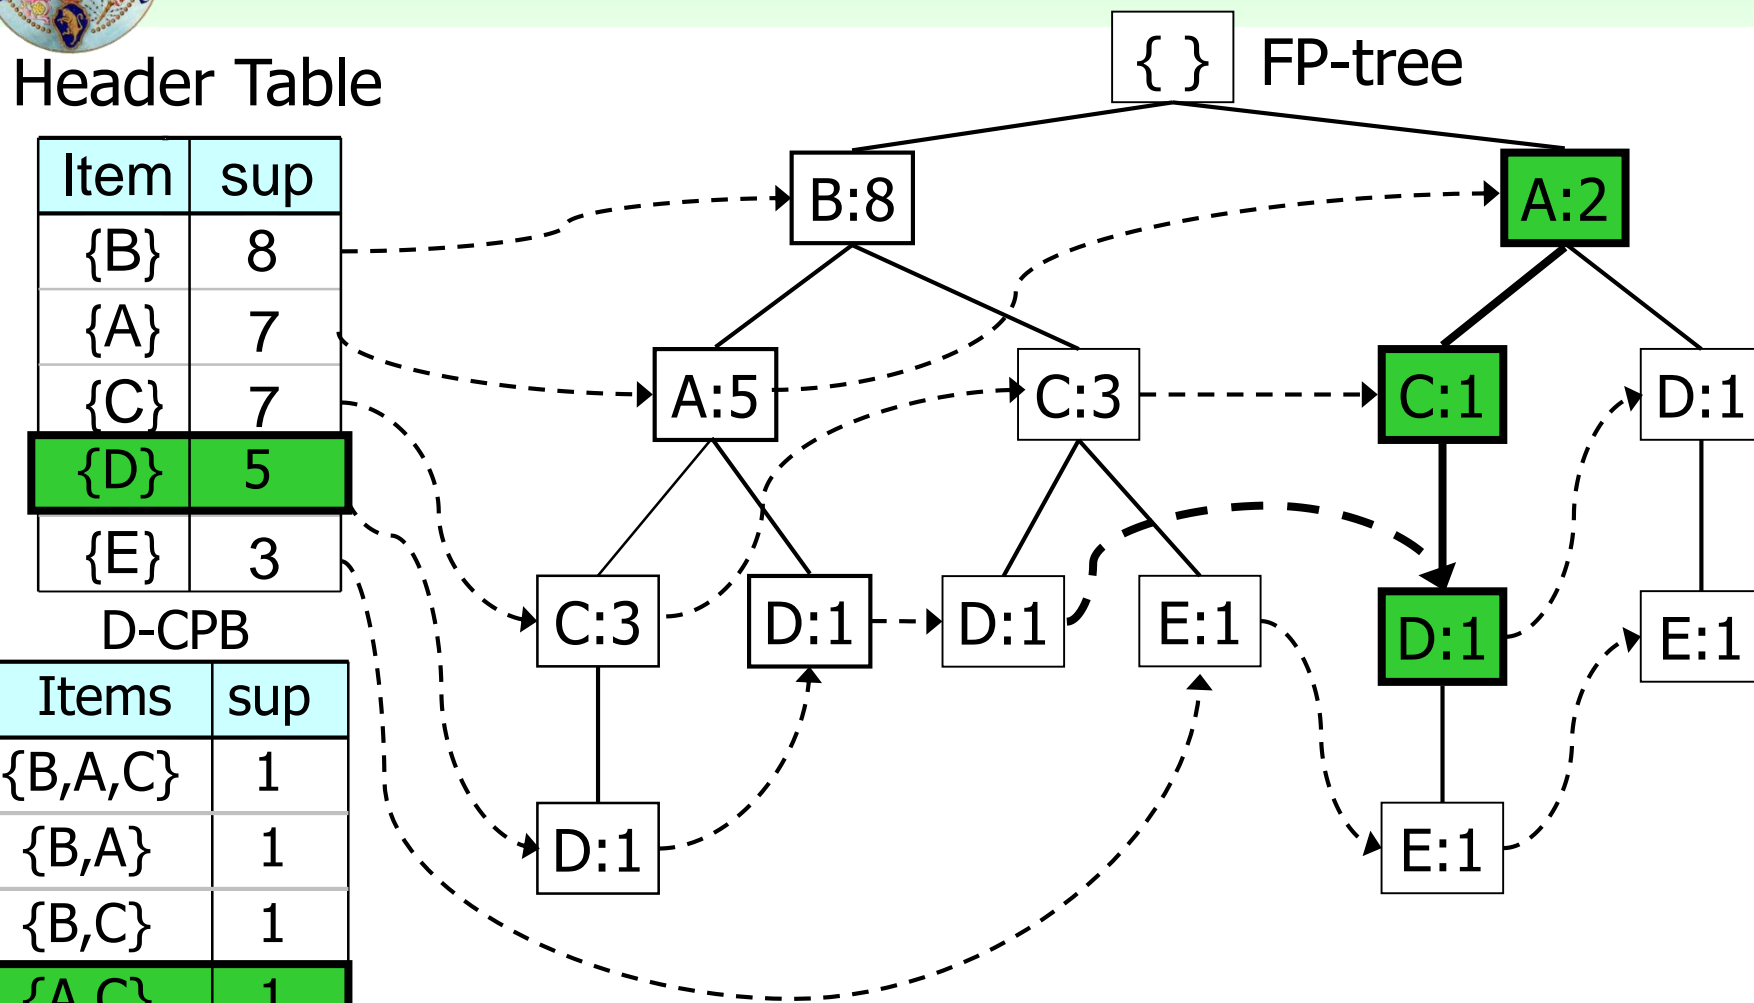 { } FP-tree
Header Table
Item sup
{B} 8
{A} 7
{C} 7
{D} 5
{E} 3
D-CPB
Items sup
{B,A,C} 1
{B,A} 1
{B,C} 1
{A,C} 1
B:8 A:2
A:5 C:3 C:1 D:1
C:3 D:1 D:1 E:1 D:1 E:1
D:1 E:1